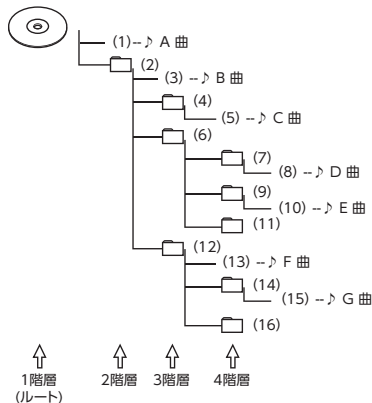 (1)--♪ A 曲
(2)
(3) --♪ B 曲
(4)
(5) --♪ C 曲
(6)
(7)
(8) --♪ D 曲
(9)
(10) --♪ E 曲
(11)
(12)
(13) --♪ F 曲
(14)
(15) --♪ G 曲
(16)
1階層 2階層 3階層 4階層
(ルート)